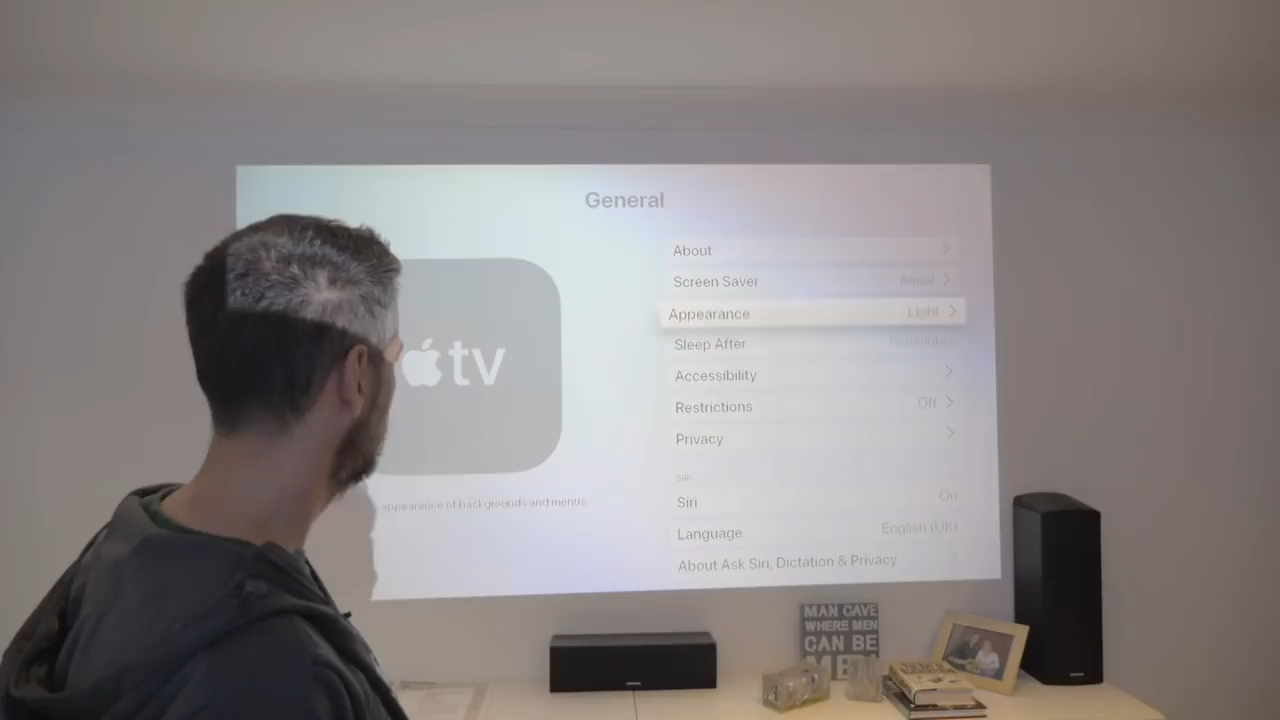 General
About
Screen Saver Aerial
Appearance Light
Sleep After
Accessibility
Restrictions Off
Privacy
tv
appearance of backgrounds and menus
SIRI
Siri On
Language English (UK)
About Ask Siri, Dictation & Privacy
MAN CAVE
WHERE MEN
CAN BE
MEN